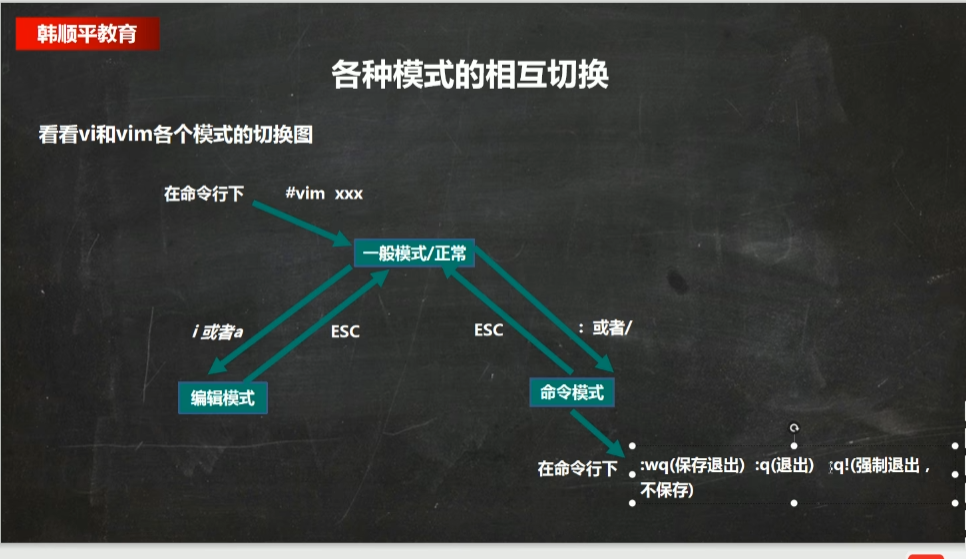 韩顺平教育
各种模式的相互切换
看看vi和vim各个模式的切换图
在命令行下 #vim xxx
一般模式/正常
i 或者a ESC ESC : 或者/
编辑模式 命令模式
在命令行下 :wq(保存退出) :q(退出) :q!(强制退出，
不保存)